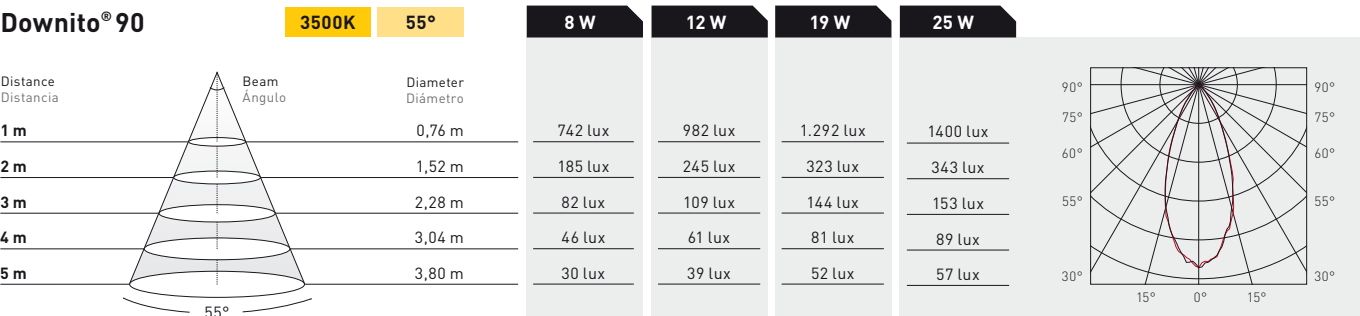 Downito® 90 3500K 55° 8 W 12 W 19 W 25 W
Distance Beam Diameter
Distancia Ángulo Diámetro
1 m 0,76 m 742 lux 982 lux 1.292 lux 1400 lux
2 m 1,52 m 185 lux 245 lux 323 lux 343 lux
3 m 2,28 m 82 lux 109 lux 144 lux 153 lux
4 m 3,04 m 46 lux 61 lux 81 lux 89 lux
5 m 3,80 m 30 lux 39 lux 52 lux 57 lux
55°
90° 90°
75° 75°
60° 60°
55° 55°
30° 30°
15° 0° 15°